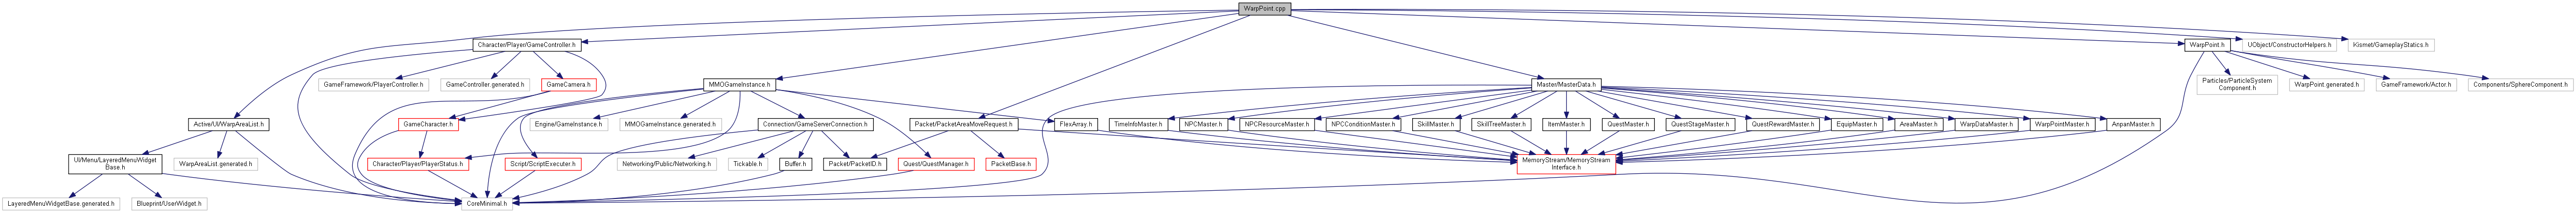 WarpPoint.cpp
Character/Player/GameController.h
WarpPoint.h
UObject/ConstructorHelpers.h
Kismet/GameplayStatics.h
GameFramework/PlayerController.h
GameController.generated.h
GameCamera.h
MMOGameInstance.h
Master/MasterData.h
Particles/ParticleSystem
Component.h
WarpPoint.generated.h
GameFramework/Actor.h
Components/SphereComponent.h
Active/UI/WarpAreaList.h
GameCharacter.h
Engine/GameInstance.h
MMOGameInstance.generated.h
Connection/GameServerConnection.h
Packet/PacketAreaMoveRequest.h
FlexArray.h
TimeInfoMaster.h
NPCMaster.h
NPCResourceMaster.h
NPCConditionMaster.h
SkillMaster.h
SkillTreeMaster.h
ItemMaster.h
QuestMaster.h
QuestStageMaster.h
QuestRewardMaster.h
EquipMaster.h
AreaMaster.h
WarpDataMaster.h
WarpPointMaster.h
AnpanMaster.h
UI/Menu/LayeredMenuWidget
Base.h
WarpAreaList.generated.h
Character/Player/PlayerStatus.h
Script/ScriptExecuter.h
Networking/Public/Networking.h
Tickable.h
Buffer.h
Packet/PacketID.h
Quest/QuestManager.h
PacketBase.h
MemoryStream/MemoryStream
Interface.h
LayeredMenuWidgetBase.generated.h
Blueprint/UserWidget.h
CoreMinimal.h